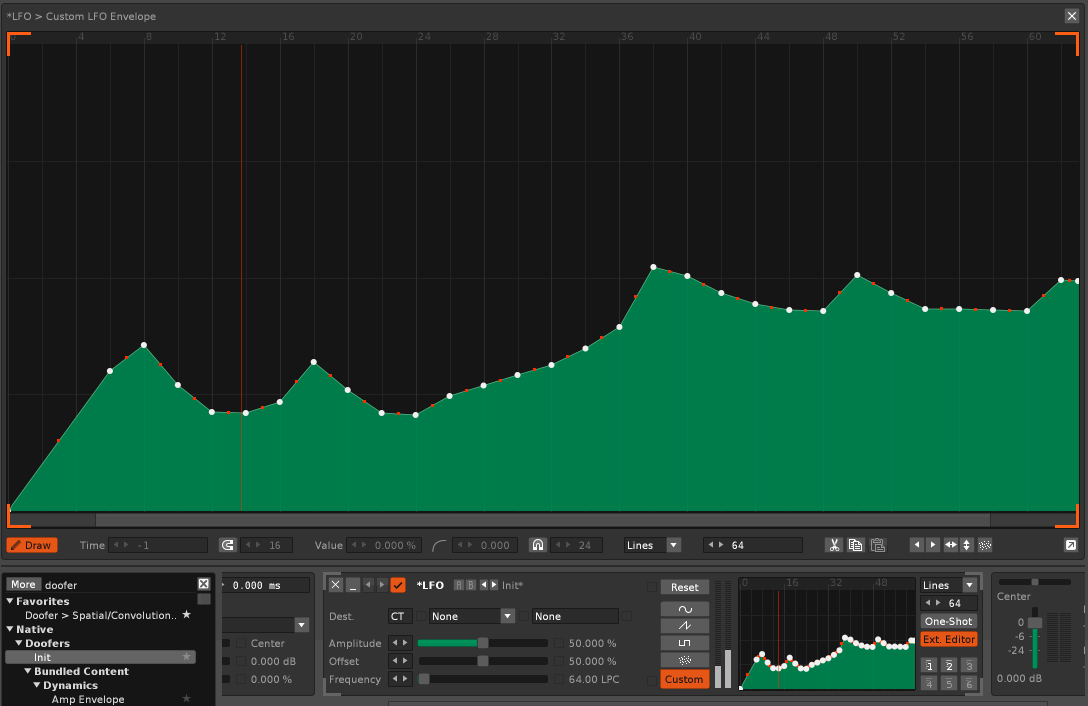 *LFO > Custom LFO Envelope
0 4 8 12 16 20 24 28 32 36 40 44 48 52 56 60
Draw Time -1 16 Value 0.000 % 0.000 24 Lines 64
More doofer
Favorites
Doofer > Spatial/Convolution..
Native
Doofers
Init
Bundled Content
Dynamics
Amp Envelope
0.000 ms
Center
0.000 dB
0.000 %
*LFO A B Init*
Dest. CT None None
Amplitude 50.000 %
Offset 50.000 %
Frequency 64.00 LPC
Reset
Custom
0 16 32 48
Lines
64
One-Shot
Ext. Editor
1 2 3
4 5 6
Center
0
-6
-24
0.000 dB